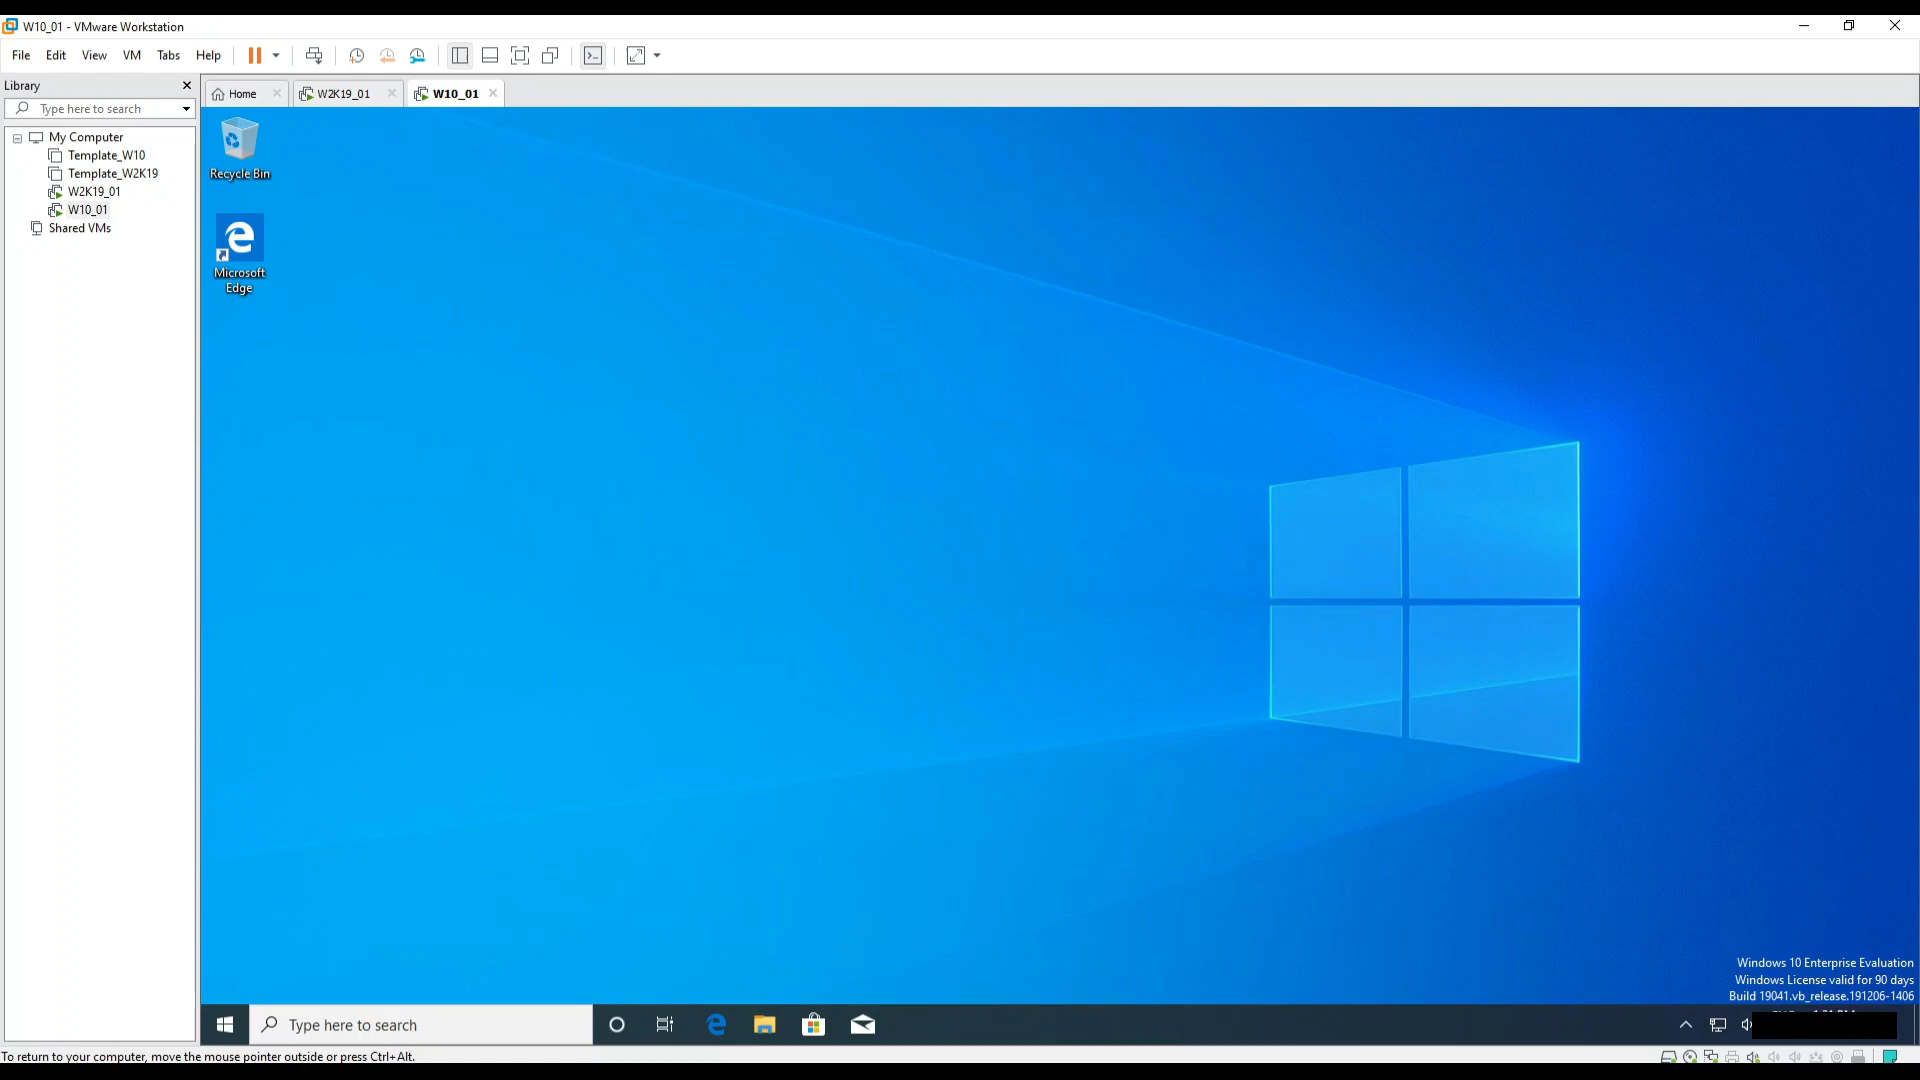 W10_01 - VMware Workstation
File Edit View VM Tabs Help
Library
Type here to search
Home W2K19_01 W10_01
My Computer
Template_W10
Template_W2K19
W2K19_01
W10_01
Shared VMs
Recycle Bin
Microsoft
Edge
Windows 10 Enterprise Evaluation
Windows License valid for 90 days
Build 19041.vb_release.191206-1406
Type here to search
To return to your computer, move the mouse pointer outside or press Ctrl+Alt.